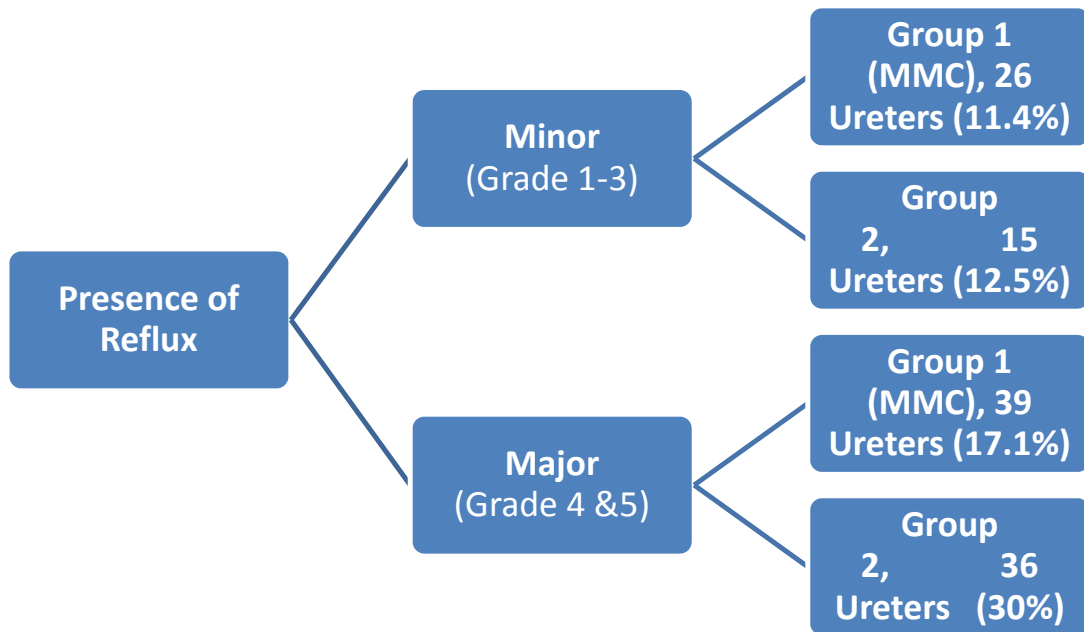 Presence of
Reflux
Minor
(Grade 1-3)
Major
(Grade 4 &5)
Group 1
(MMC), 26
Ureters (11.4%)
Group
2, 15
Ureters (12.5%)
Group 1
(MMC), 39
Ureters (17.1%)
Group
2, 36
Ureters (30%)